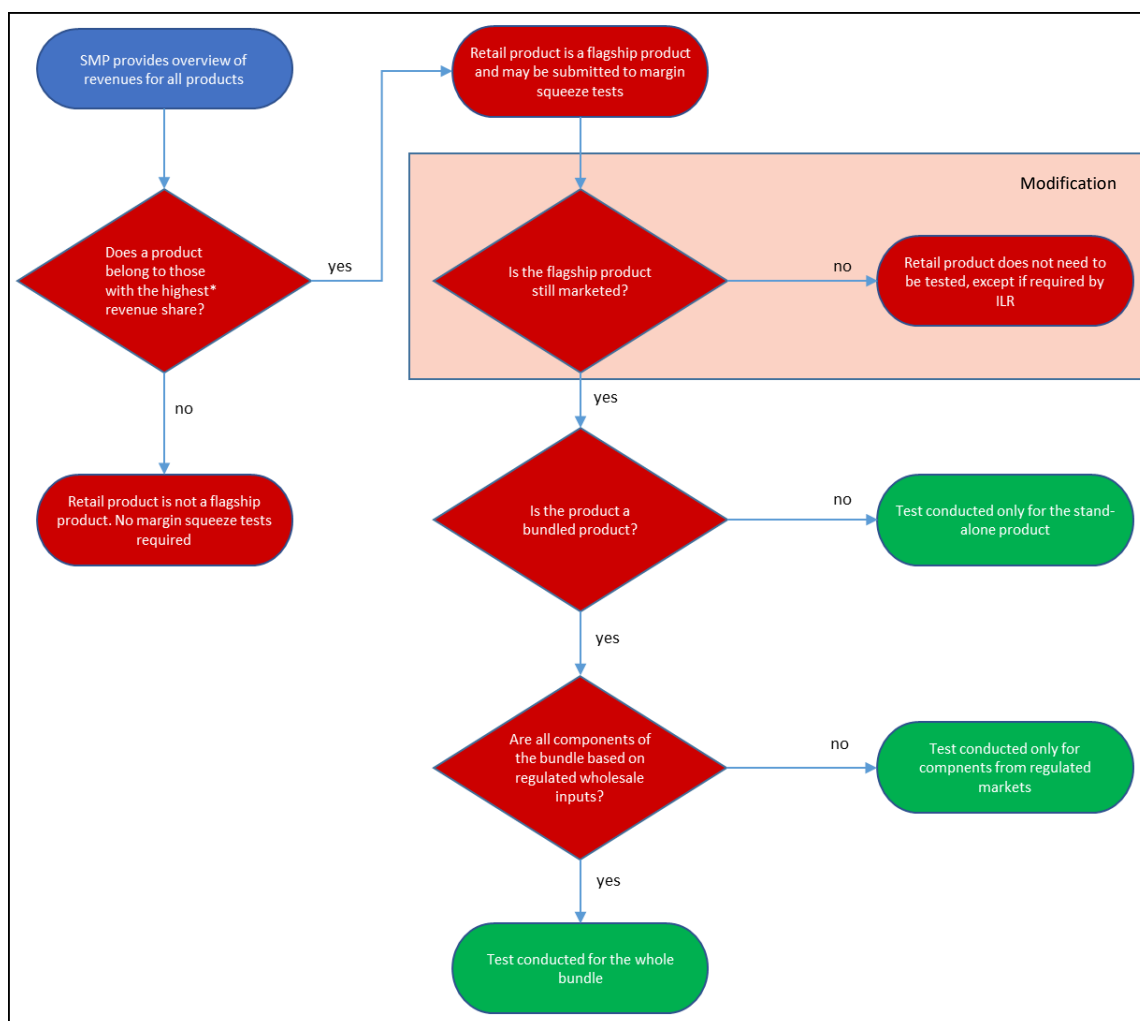 SMP provides overview of
revenues for all products
Retail product is a flagship product
and may be submitted to margin
squeeze tests
Modification
Does a product
belong to those
with the highest*
revenue share?
yes
Is the flagship product
still marketed?
no
Retail product does not need to
be tested, except if required by
ILR
no
yes
Retail product is not a flagship
product. No margin squeeze tests
required
Is the product a
bundled product?
no
Test conducted only for the stand-
alone product
yes
Are all components of
the bundle based on
regulated wholesale
inputs?
no
Test conducted only for
compnents from regulated
markets
yes
Test conducted for the whole
bundle